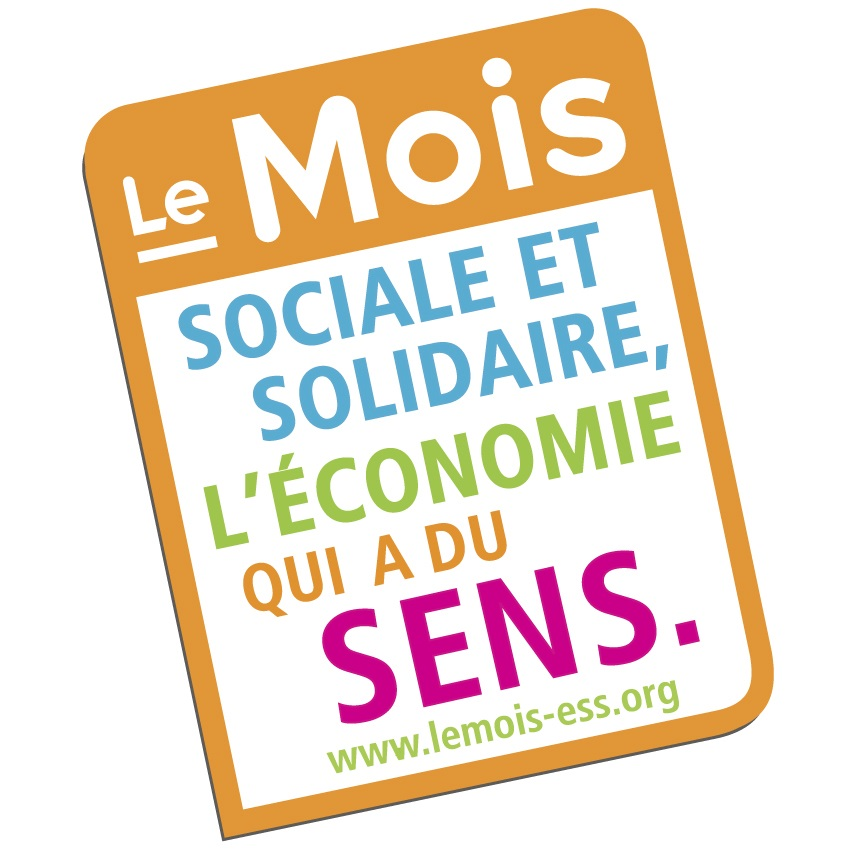 Le Mois
SOCIALE ET
SOLIDAIRE,
L'ÉCONOMIE
QUI A DU
SENS.
www.lemois-ess.org